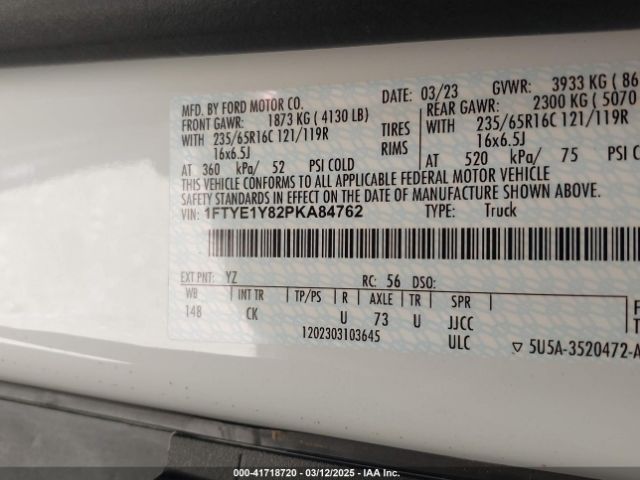 MFD. BY FORD MOTOR CO.
DATE: 03/23 GVWR: 3933 KG ( 86
FRONT GAWR: 1873 KG ( 4130 LB)
REAR GAWR: 2300 KG ( 5070
WITH 235/65R16C 121/119R TIRES WITH 235/65R16C 121/119R
16x6.5J RIMS 16x6.5J
AT 360 kPa/ 52 PSI COLD AT 520 kPa/ 75 PSI C
THIS VEHICLE CONFORMS TO ALL APPLICABLE FEDERAL MOTOR VEHICLE
SAFETY STANDARDS IN EFFECT ON THE DATE OF MANUFACTURE SHOWN ABOVE.
VIN: 1FTYE1Y82PKA84762 TYPE: Truck
EXT PNT: YZ RC: 56 DSO:
WB INT TR TP/PS R AXLE TR SPR
148 CK U 73 U JJCC
1202303103645 ULC
▽ 5U5A-3520472-A
000-41718720 — 03/12/2025 — IAA Inc.